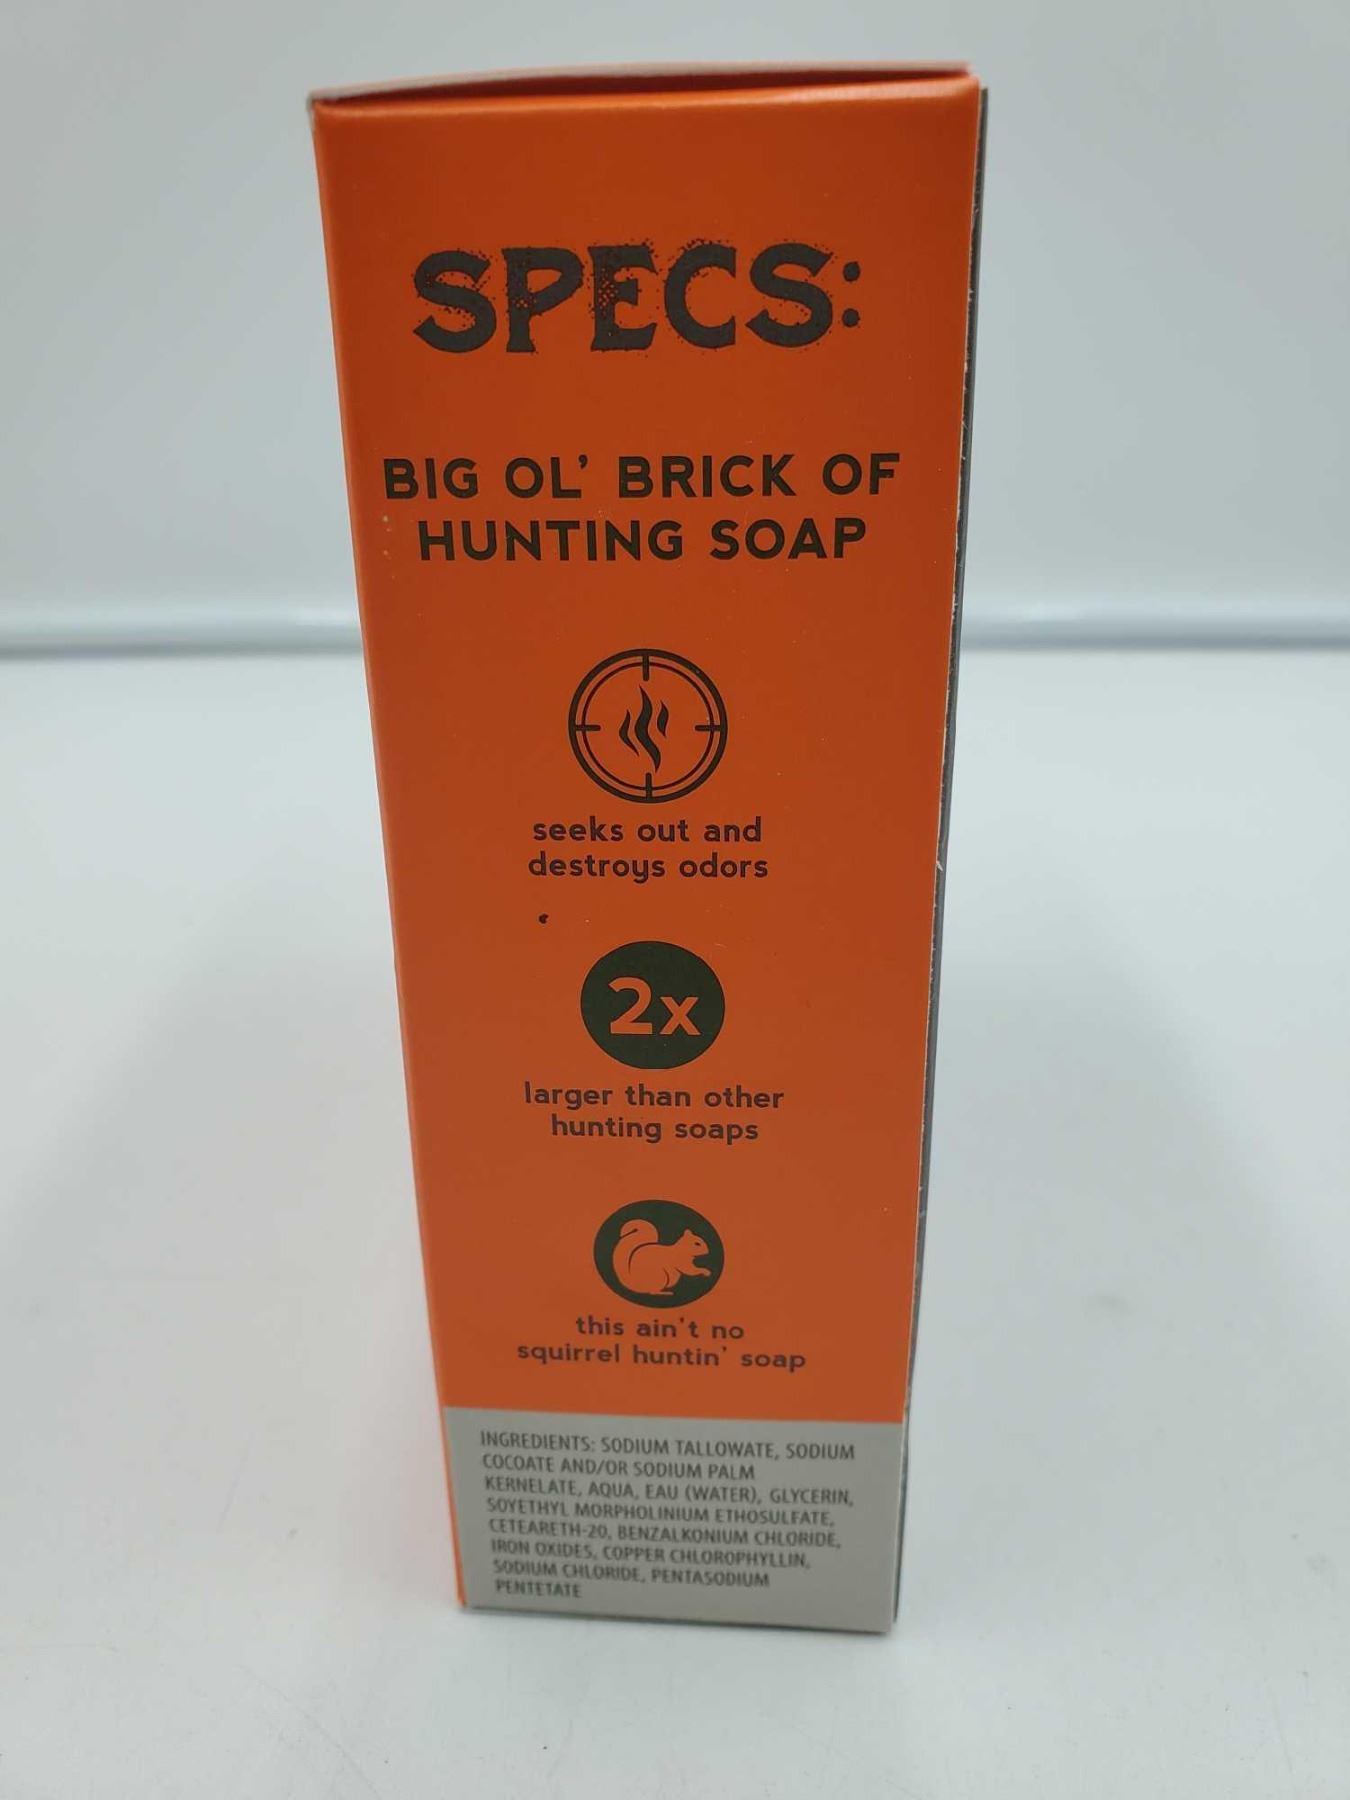 SPECS:
BIG OL' BRICK OF
HUNTING SOAP
seeks out and
destroys odors
2x
larger than other
hunting soaps
this ain't no
squirrel huntin' soap
INGREDIENTS: SODIUM TALLOWATE, SODIUM
COCOATE AND/OR SODIUM PALM
KERNELATE, AQUA, EAU (WATER), GLYCERIN,
SOYETHYL MORPHOLINIUM ETHOSULFATE,
CETEARETH-20, BENZALKONIUM CHLORIDE,
IRON OXIDES, COPPER CHLOROPHYLLIN,
SODIUM CHLORIDE, PENTASODIUM
PENTETATE